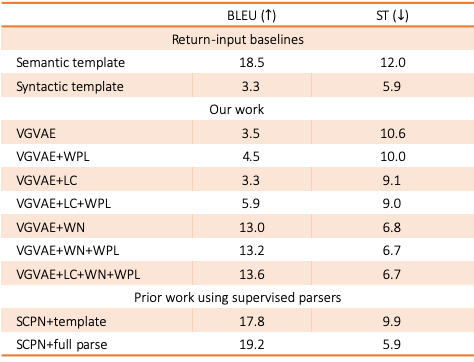 BLEU (↑) ST (↓)
Return-input baselines
Semantic template 18.5 12.0
Syntactic template 3.3 5.9
Our work
VGVAE 3.5 10.6
VGVAE+WPL 4.5 10.0
VGVAE+LC 3.3 9.1
VGVAE+LC+WPL 5.9 9.0
VGVAE+WN 13.0 6.8
VGVAE+WN+WPL 13.2 6.7
VGVAE+LC+WN+WPL 13.6 6.7
Prior work using supervised parsers
SCPN+template 17.8 9.9
SCPN+full parse 19.2 5.9